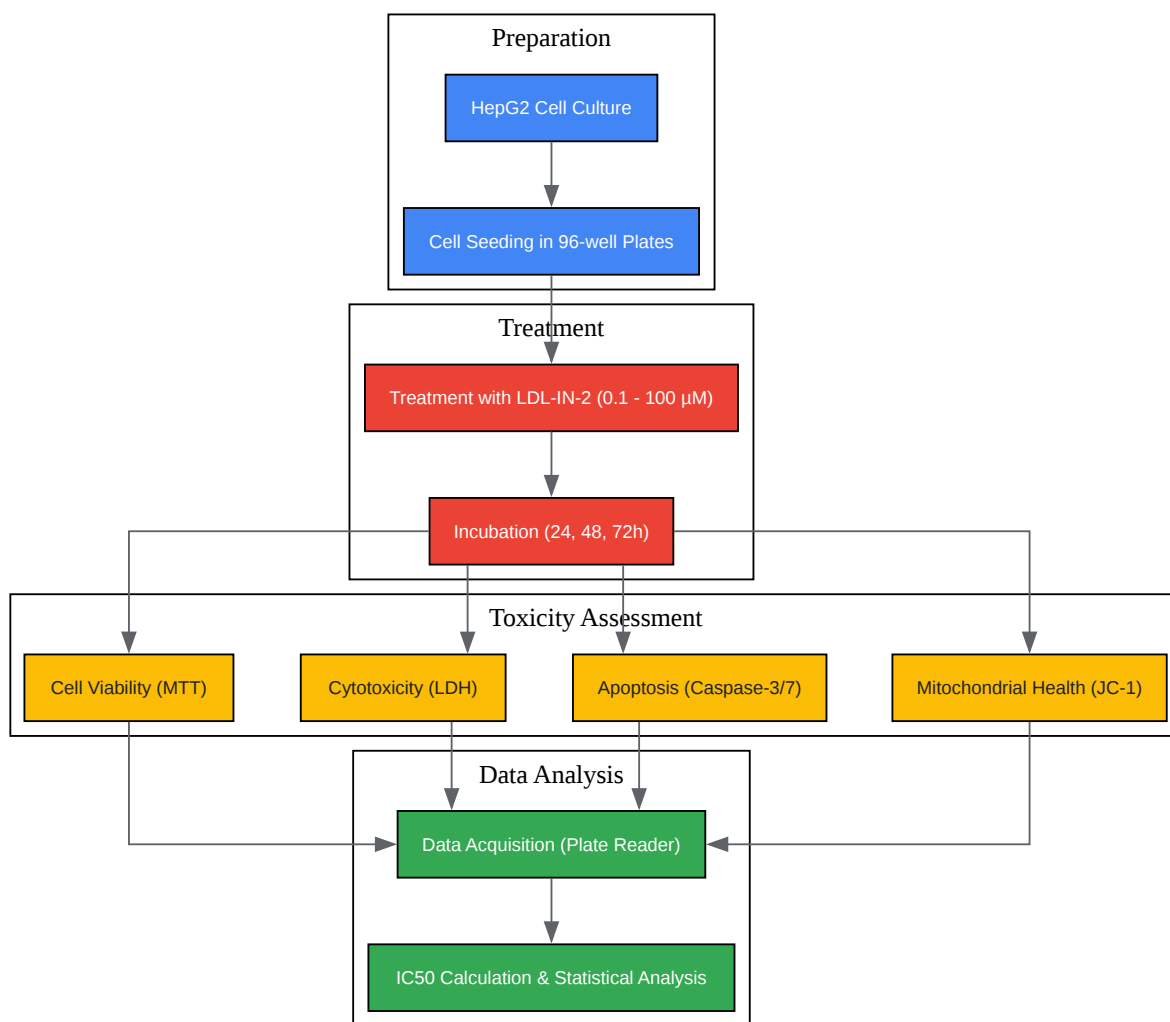 Preparation
HepG2 Cell Culture
Cell Seeding in 96-well Plates
Treatment
Treatment with LDL-IN-2 (0.1 - 100 µM)
Incubation (24, 48, 72h)
Toxicity Assessment
Cell Viability (MTT)
Cytotoxicity (LDH)
Apoptosis (Caspase-3/7)
Mitochondrial Health (JC-1)
Data Analysis
Data Acquisition (Plate Reader)
IC50 Calculation & Statistical Analysis